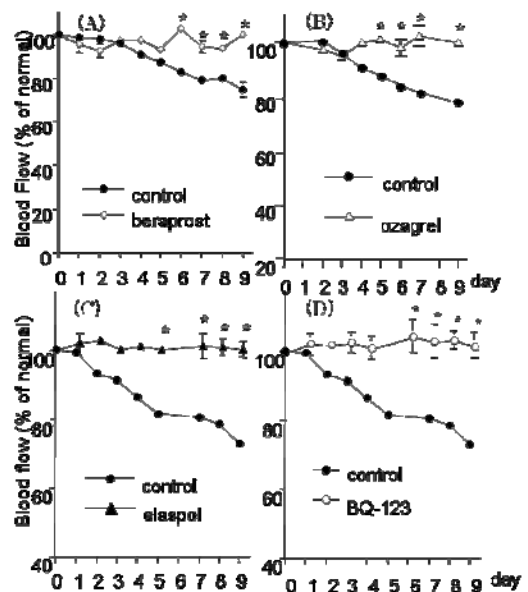 (A)
* * * *
100
80
60
40
20
0
Blood Flow (% of normal)
control
beraprost
0 1 2 3 4 5 6 7 8 9
(B)
* * * *
100
80
60
40
20
control
ozagrel
0 1 2 3 4 5 6 7 8 9 day
(C)
* * * *
100
80
60
40
Blood flow (% of normal)
control
elaspol
0 1 2 3 4 5 6 7 8 9
(D)
* * * *
100
80
60
40
control
BQ-123
0 1 2 3 4 5 6 7 8 9 day